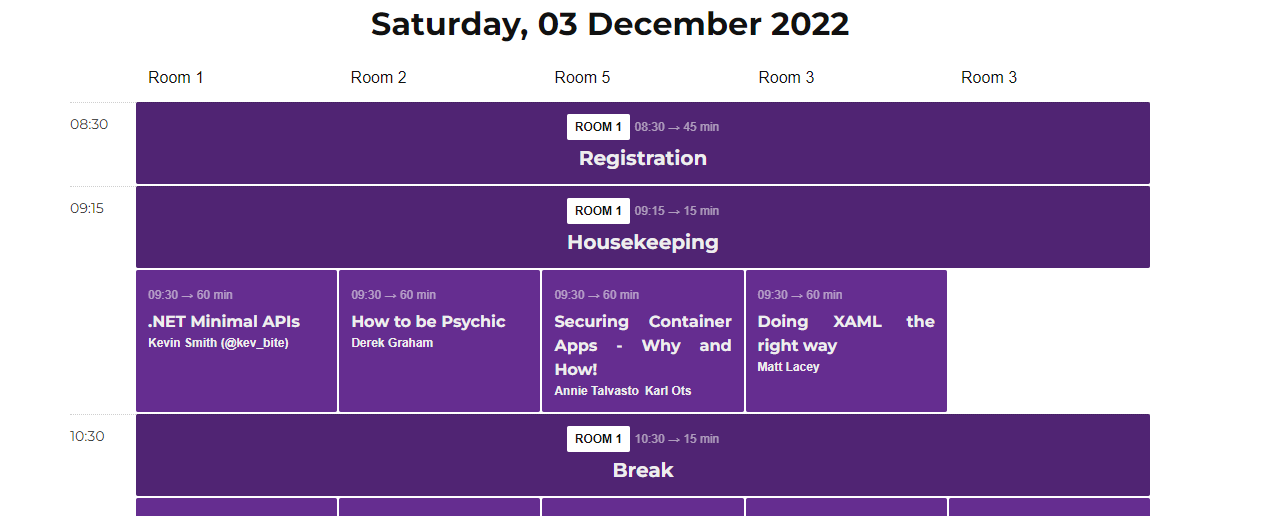 Saturday, 03 December 2022
Room 1
Room 2
Room 5
Room 3
Room 3
08:30
ROOM 1 08:30 → 45 min
Registration
09:15
ROOM 1 09:15 → 15 min
Housekeeping
09:30 → 60 min
.NET Minimal APIs
Kevin Smith (@kev_bite)
09:30 → 60 min
How to be Psychic
Derek Graham
09:30 → 60 min
Securing Container
Apps - Why and
How!
Annie Talvasto Karl Ots
09:30 → 60 min
Doing XAML the
right way
Matt Lacey
10:30
ROOM 1 10:30 → 15 min
Break